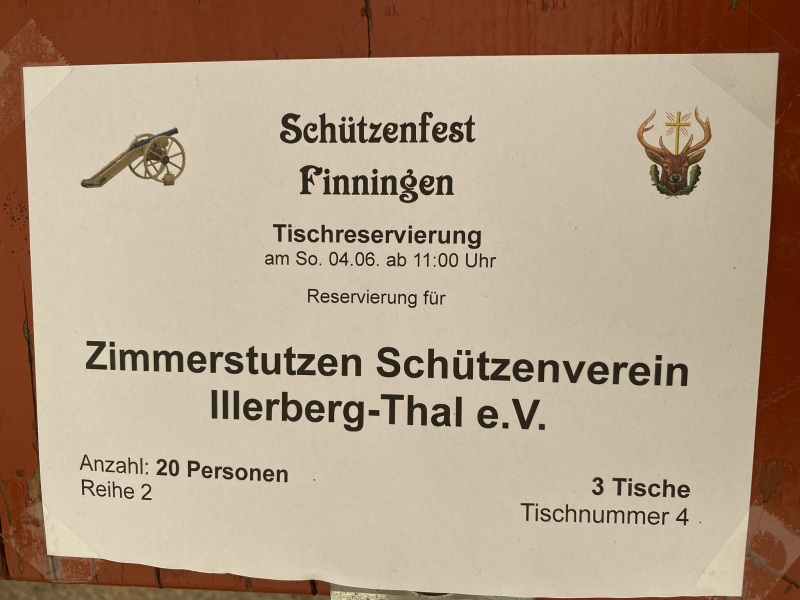 Schützenfest
Finningen
Tischreservierung
am So. 04.06. ab 11:00 Uhr
Reservierung für
Zimmerstutzen Schützenverein
Illerberg-Thal e.V.
Anzahl: 20 Personen
Reihe 2
3 Tische
Tischnummer 4